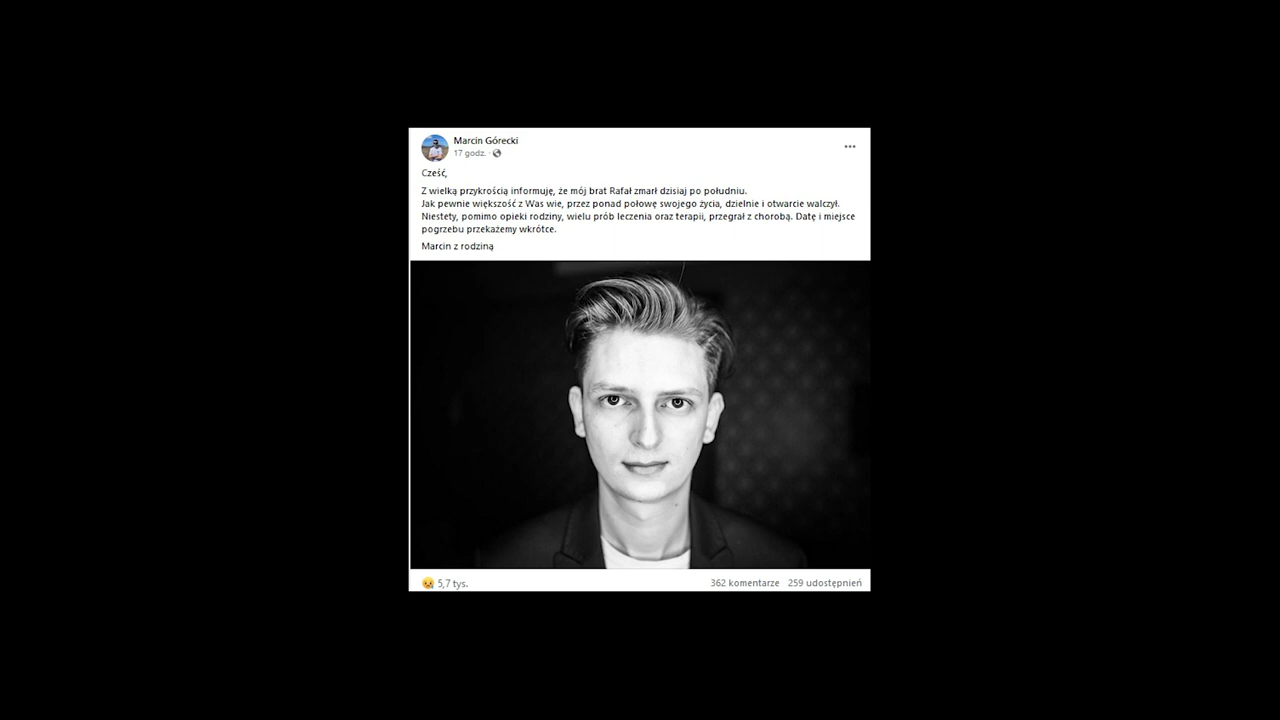 Marcin Górecki
17 godz. ·
Cześć,
Z wielką przykrością informuję, że mój brat Rafał zmarł dzisiaj po południu.
Jak pewnie większość z Was wie, przez ponad połowę swojego życia, dzielnie i otwarcie walczył.
Niestety, pomimo opieki rodziny, wielu prób leczenia oraz terapii, przegrał z chorobą. Datę i miejsce
pogrzebu przekażemy wkrótce.
Marcin z rodziną
5,7 tys.
362 komentarze 259 udostępnień